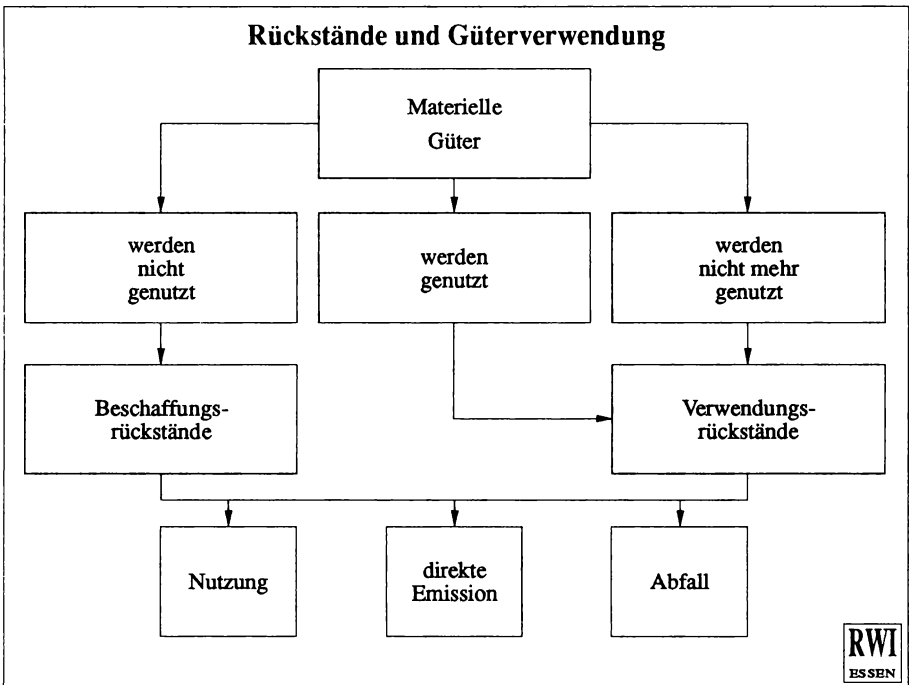 Rückstände und Güterverwendung
Materielle
Güter
werden
nicht
genutzt
werden
genutzt
werden
nicht mehr
genutzt
Beschaffungs-
rückstände
Verwendungs-
rückstände
Nutzung
direkte
Emission
Abfall
RWI
ESSEN